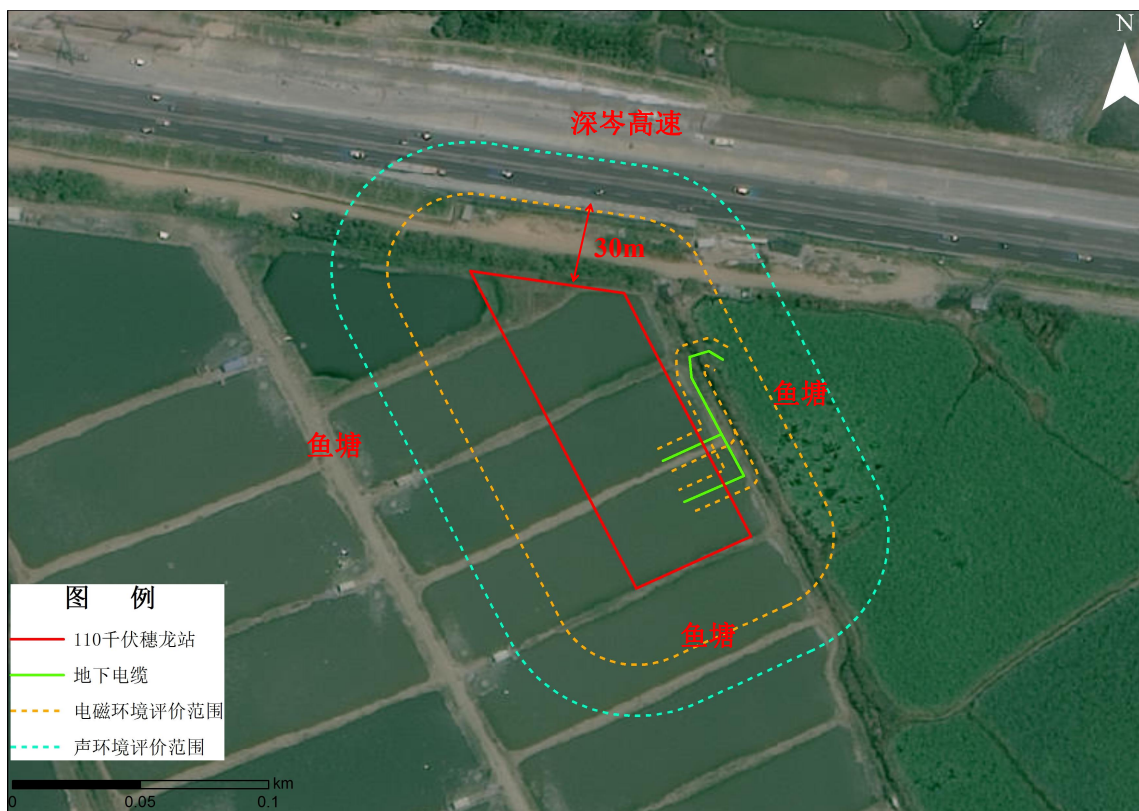 N
深岑高速
30m
鱼塘
鱼塘
鱼塘
图 例
110千伏穗龙站
地下电缆
电磁环境评价范围
声环境评价范围
km
0 0.05 0.1